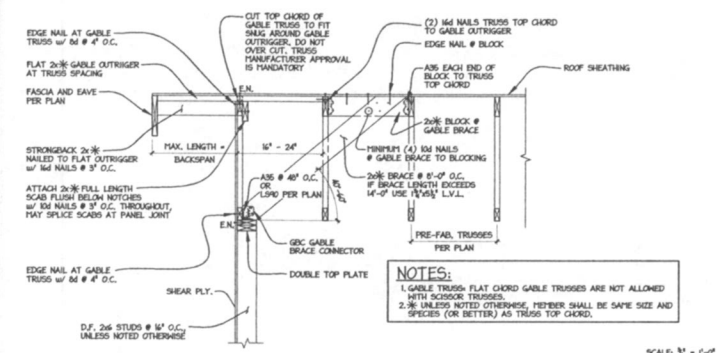 EDGE NAIL AT GABLE
TRUSS w/ 8d @ 4" O.C.
FLAT 2x* GABLE OUTRIIGER
AT TRUSS SPACING
FASCIA AND EAVE
PER PLAN
STRONGBACK 2x*
NAILED TO FLAT OUTRIGGER
w/ 16d NAILS @ 3" O.C.
ATTACH 2x* FULL LENGTH
SCAB FLUSH BELOW NOTCHES
w/ 10d NAILS @ 3" O.C. THROUGHOUT,
MAY SPLICE SCABS AT PANEL JOINT
EDGE NAIL AT GABLE
TRUSS w/ 8d @ 4" O.C.
SHEAR PLY.
D.F. 2x6 STUDS @ 16" O.C.,
UNLESS NOTED OTHERWISE
CUT TOP CHORD OF
GABLE TRUSS TO FIT
SNUG AROUND GABLE
OUTRIGGER. DO NOT
OVER CUT. TRUSS
MANUFACTURER APPROVAL
IS MANDATORY
E.N.
MAX. LENGTH =
BACKSPAN
16" - 24"
A35 @ 48" O.C.
OR
LS90 PER PLAN
E.N.
GBC GABLE
BRACE CONNECTOR
DOUBLE TOP PLATE
(2) 16d NAILS TRUSS TOP CHORD
TO GABLE OUTRIGGER
EDGE NAIL @ BLOCK
A35 EACH END OF
BLOCK TO TRUSS
TOP CHORD
ROOF SHEATHING
2x* BLOCK @
GABLE BRACE
MINIMUM (4) 10d NAILS
@ GABLE BRACE TO BLOCKING
2x* BRACE @ 8'-0" O.C.
IF BRACE LENGTH EXCEEDS
14'-0" USE 1¾"x5½" L.V.L.
PRE-FAB. TRUSSES
PER PLAN
NOTES:
1. GABLE TRUSS: FLAT CHORD GABLE TRUSSES ARE NOT ALLOWED
WITH SCISSOR TRUSSES.
2. * UNLESS NOTED OTHERWISE, MEMBER SHALL BE SAME SIZE AND
SPECIES (OR BETTER) AS TRUSS TOP CHORD.